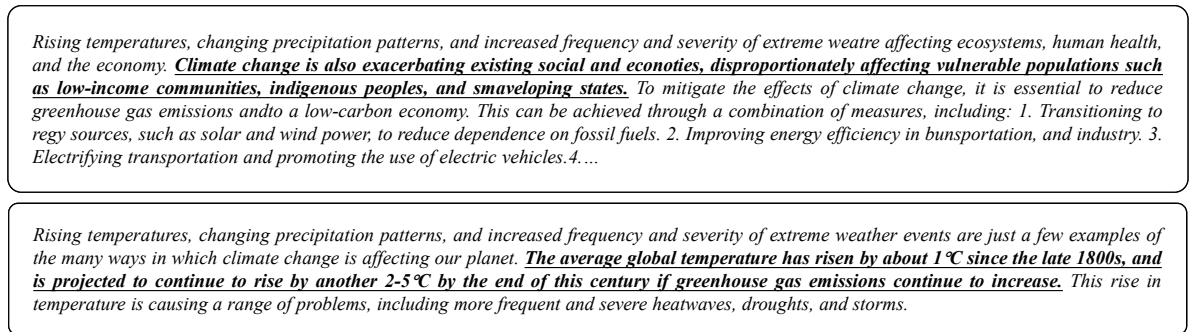 Rising temperatures, changing precipitation patterns, and increased frequency and severity of extreme weatre affecting ecosystems, human health,
and the economy. Climate change is also exacerbating existing social and econoties, disproportionately affecting vulnerable populations such
as low-income communities, indigenous peoples, and smaveloping states. To mitigate the effects of climate change, it is essential to reduce
greenhouse gas emissions andto a low-carbon economy. This can be achieved through a combination of measures, including: 1. Transitioning to
regy sources, such as solar and wind power, to reduce dependence on fossil fuels. 2. Improving energy efficiency in bunsportation, and industry. 3.
Electrifying transportation and promoting the use of electric vehicles.4....
Rising temperatures, changing precipitation patterns, and increased frequency and severity of extreme weather events are just a few examples of
the many ways in which climate change is affecting our planet. The average global temperature has risen by about 1℃ since the late 1800s, and
is projected to continue to rise by another 2-5℃ by the end of this century if greenhouse gas emissions continue to increase. This rise in
temperature is causing a range of problems, including more frequent and severe heatwaves, droughts, and storms.